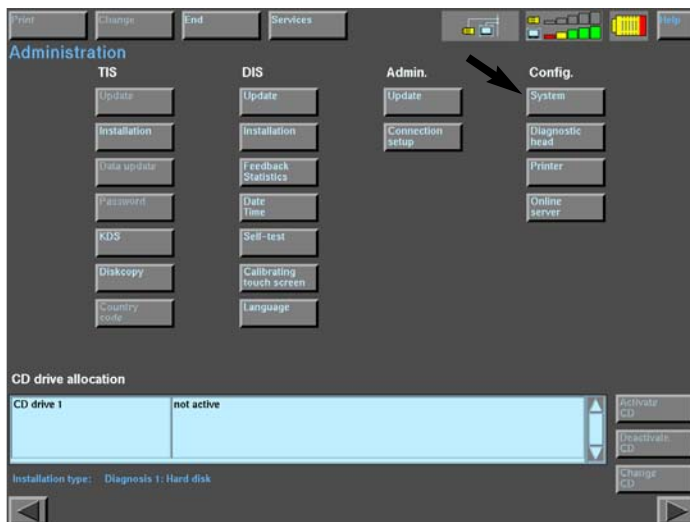 Print
Change
End
Services
Help
Administration
TIS
DIS
Admin.
Config.
Update
Update
Update
System
Installation
Installation
Connection
setup
Diagnostic
head
Data update
Feedback
Statistics
Printer
Password
Date
Time
Online
server
KDS
Self-test
Diskcopy
Calibrating
touch screen
Country
code
Language
CD drive allocation
CD drive 1
not active
Activate
CD
Deactivate
CD
Change
CD
Installation type: Diagnosis 1: Hard disk